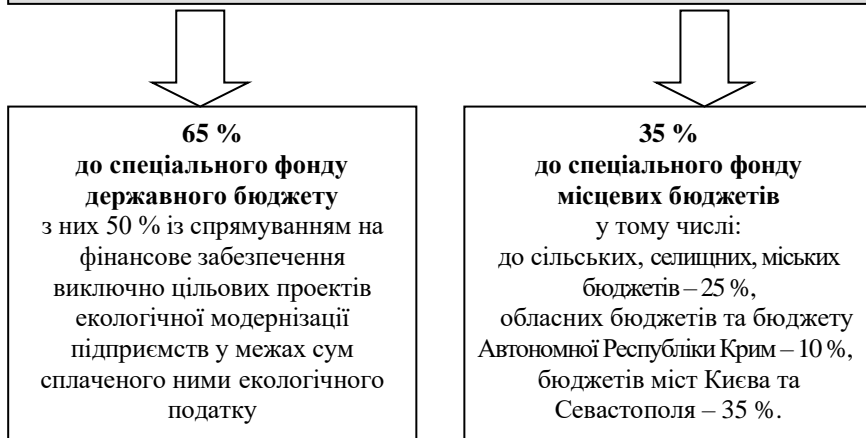 65 %
до спеціального фонду
державного бюджету
з них 50 % із спрямуванням на
фінансове забезпечення
виключно цільових проектів
екологічної модернізації
підприємств у межах сум
сплаченого ними екологічного
податку
35 %
до спеціального фонду
місцевих бюджетів
у тому числі:
до сільських, селищних, міських
бюджетів – 25 %,
обласних бюджетів та бюджету
Автономної Республіки Крим – 10 %,
бюджетів міст Києва та
Севастополя – 35 %.